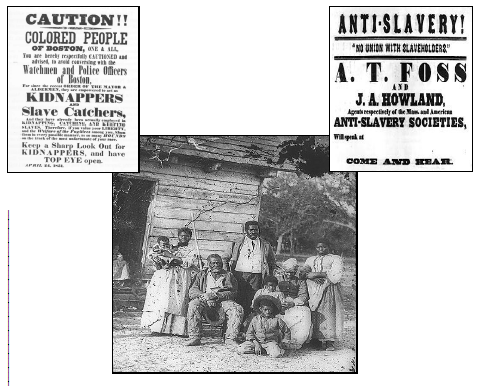 CAUTION!!
COLORED PEOPLE
OF BOSTON, ONE & ALL,
You are hereby respectfully CAUTIONED and
advised, to avoid conversing with the
Watchmen and Police Officers
of Boston,
For since the recent ORDER OF THE MAYOR &
ALDERMEN, they are empowered to act as
KIDNAPPERS
AND
Slave Catchers,
And they have already been actually employed in
KIDNAPPING, CATCHING, AND KEEPING
SLAVES. Therefore, if you value your LIBERTY,
and the Welfare of the Fugitives among you, Shun
them in every possible manner, as so many HOUNDS
on the track of the most unfortunate of your race.
Keep a Sharp Look Out for
KIDNAPPERS, and have
TOP EYE open.
APRIL 24, 1851.
ANTI-SLAVERY!
"NO UNION WITH SLAVEHOLDERS."
A. T. FOSS
AND
J. A. HOWLAND,
Agents respectively of the Mass. and American
ANTI-SLAVERY SOCIETIES,
Will speak at
COME AND HEAR.